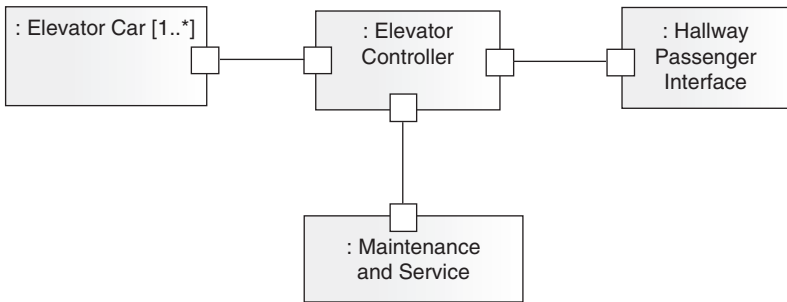 : Elevator Car [1..*]
: Elevator
Controller
: Hallway
Passenger
Interface
: Maintenance
and Service